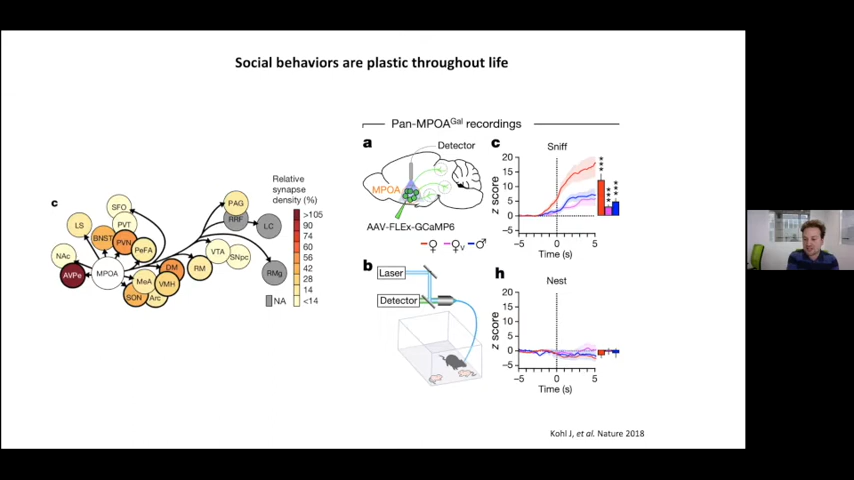 Social behaviors are plastic throughout life
c
SFO
LS
PVT
BNST
PVN
PeFA
NAc
AVPe
MPOA
MeA
DM
VMH
SON
Arc
PAG
RRF
LC
VTA
SNpc
RM
RMg
Relative
synapse
density (%)
>105
90
74
60
56
42
28
14
<14
NA
Pan-MPOAGal recordings
a
Detector
MPOA
AAV-FLEx-GCaMP6
♀ ♀V ♂
b
Laser
Detector
c
Sniff
z score
20
15
10
5
0
−5
−5 0 5
Time (s)
***
***
***
h
Nest
z score
20
15
10
5
0
−5
−5 0 5
Time (s)
Kohl J, et al. Nature 2018